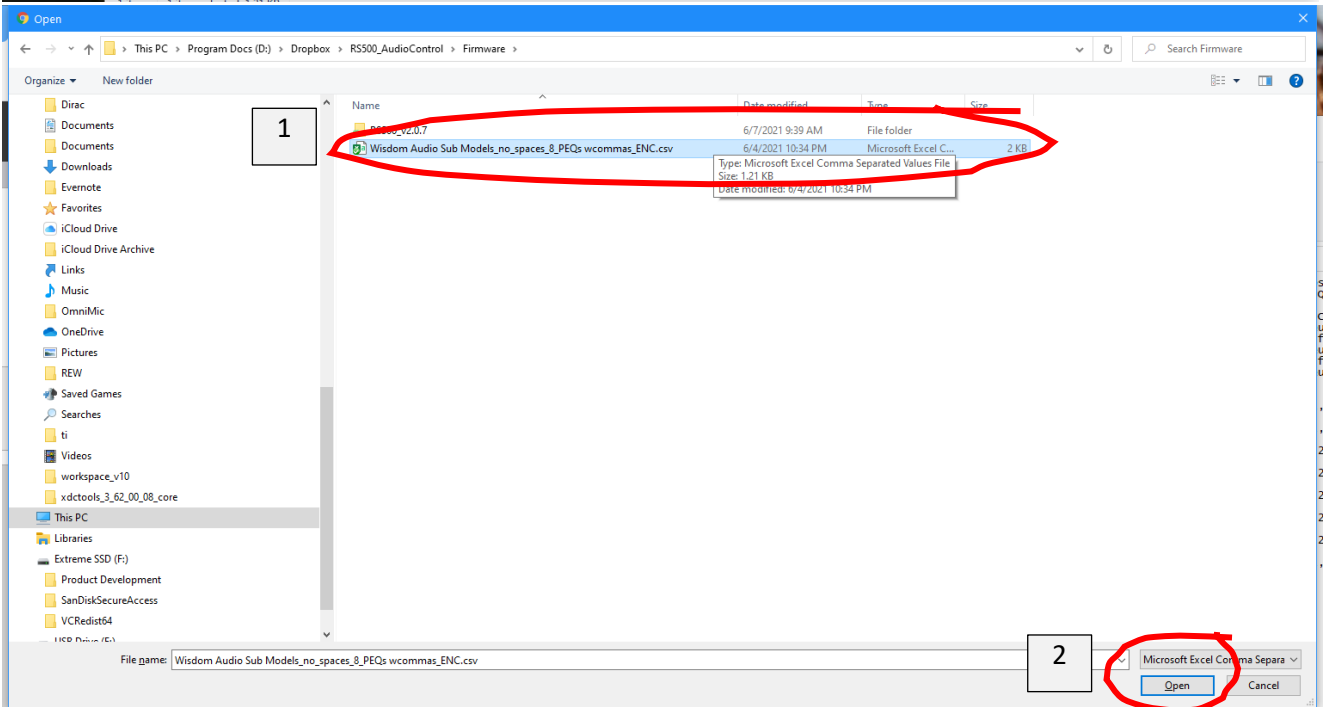 Open
This PC > Program Docs (D:) > Dropbox > RS500_AudioControl > Firmware >
Search Firmware
Organize
New folder
Name
Date modified
Type
Size
RS500_v2.0.7
6/7/2021 9:39 AM
File folder
Wisdom Audio Sub Models_no_spaces_8_PEQs wcommas_ENC.csv
6/4/2021 10:34 PM
Microsoft Excel C...
2 KB
Type: Microsoft Excel Comma Separated Values File
Size: 1.21 KB
Date modified: 6/4/2021 10:34 PM
1
Dirac
Documents
Documents
Downloads
Evernote
Favorites
iCloud Drive
iCloud Drive Archive
Links
Music
OmniMic
OneDrive
Pictures
REW
Saved Games
Searches
ti
Videos
workspace_v10
xdctools_3_62_00_08_core
This PC
Libraries
Extreme SSD (F:)
Product Development
SanDiskSecureAccess
VCRedist64
USB Drive (F:)
File name:
Wisdom Audio Sub Models_no_spaces_8_PEQs wcommas_ENC.csv
2
Microsoft Excel Comma Separa
Open
Cancel